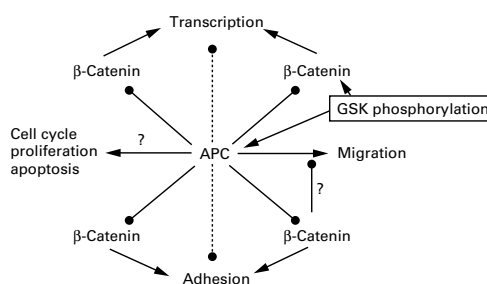 Transcription
β-Catenin
β-Catenin
GSK phosphorylation
Cell cycle
proliferation
apoptosis
?
APC
Migration
?
β-Catenin
β-Catenin
Adhesion